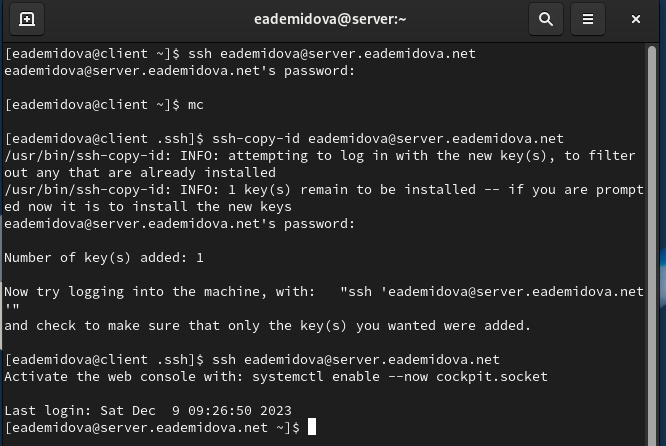 eademidova@server:~
[eademidova@client ~]$ ssh eademidova@server.eademidova.net
eademidova@server.eademidova.net's password:
[eademidova@client ~]$ mc
[eademidova@client .ssh]$ ssh-copy-id eademidova@server.eademidova.net
/usr/bin/ssh-copy-id: INFO: attempting to log in with the new key(s), to filter
out any that are already installed
/usr/bin/ssh-copy-id: INFO: 1 key(s) remain to be installed -- if you are prompt
ed now it is to install the new keys
eademidova@server.eademidova.net's password:
Number of key(s) added: 1
Now try logging into the machine, with:   "ssh 'eademidova@server.eademidova.net
'"
and check to make sure that only the key(s) you wanted were added.
[eademidova@client .ssh]$ ssh eademidova@server.eademidova.net
Activate the web console with: systemctl enable --now cockpit.socket
Last login: Sat Dec  9 09:26:50 2023
[eademidova@server.eademidova.net ~]$